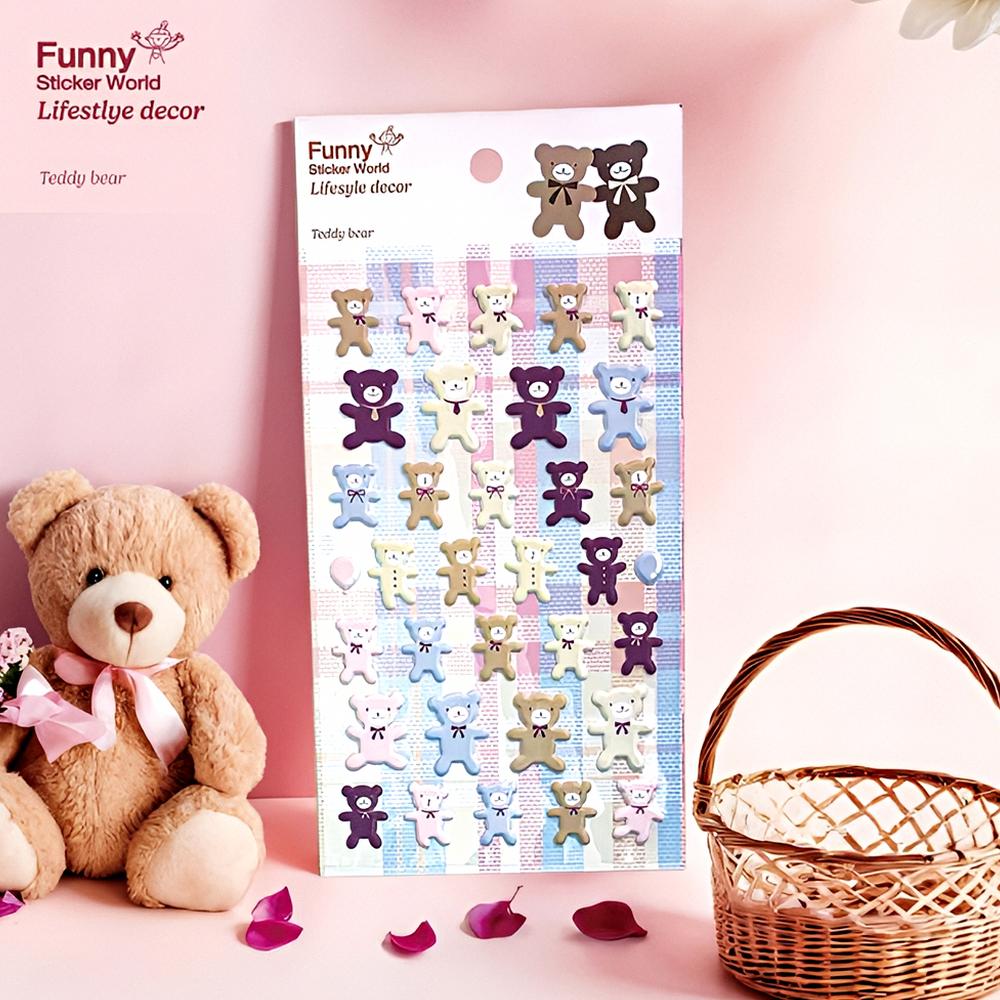 Funny
Sticker World
Lifestlye decor
Teddy bear
Funny
Sticker World
Lifesyle decor
Teddy bear